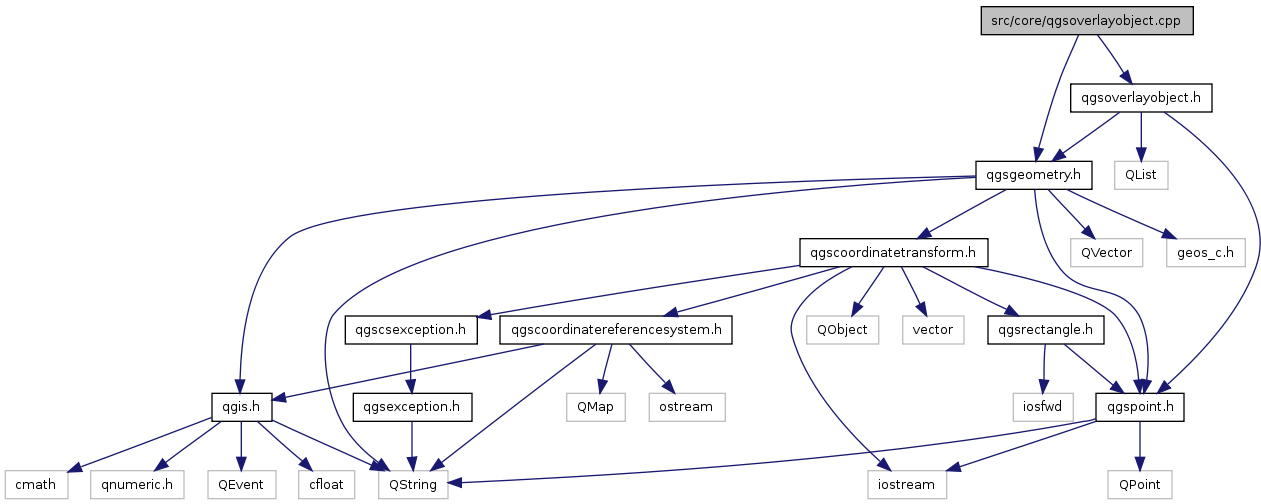 src/core/qgsoverlayobject.cpp
qgsoverlayobject.h
qgsgeometry.h
QList
qgscoordinatetransform.h
QVector
geos_c.h
qgscsexception.h
qgscoordinatereferencesystem.h
QObject
vector
qgsrectangle.h
qgis.h
qgsexception.h
QMap
ostream
iosfwd
qgspoint.h
cmath
qnumeric.h
QEvent
cfloat
QString
iostream
QPoint